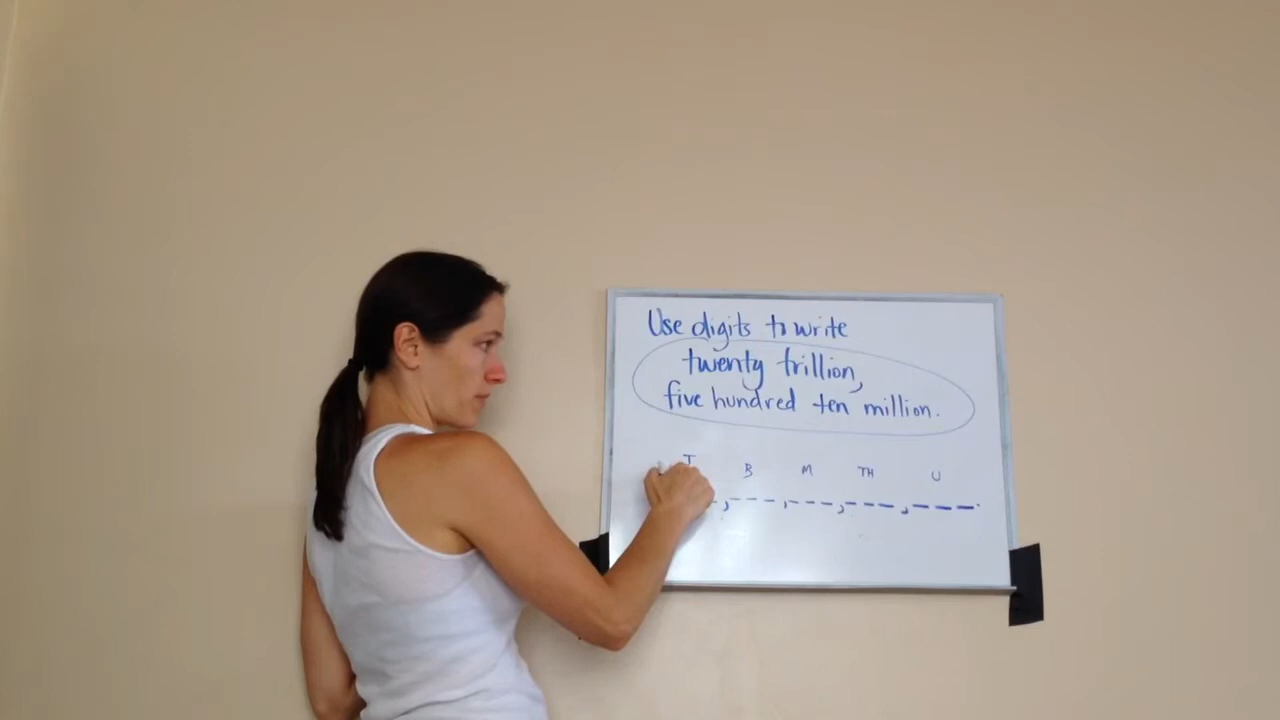 Use digits to write
twenty trillion,
five hundred ten million.
T B M TH U
_ , _ _ _ , _ _ _ , _ _ _ , _ _ _ .